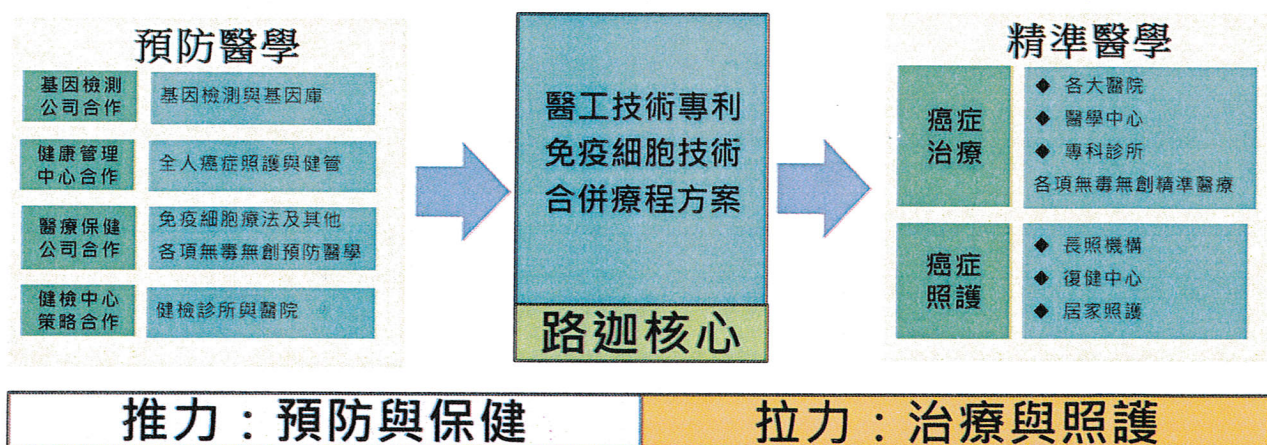 預防醫學
基因檢測
公司合作
基因檢測與基因庫
健康管理
中心合作
全人癌症照護與健管
醫療保健
公司合作
免疫細胞療法及其他
各項無毒無創預防醫學
健檢中心
策略合作
健檢診所與醫院
醫工技術專利
免疫細胞技術
合併療程方案
路迦核心
精準醫學
癌症
治療
◆ 各大醫院
◆ 醫學中心
◆ 專科診所
各項無毒無創精準醫療
癌症
照護
◆ 長照機構
◆ 復健中心
◆ 居家照護
推力：預防與保健
拉力：治療與照護